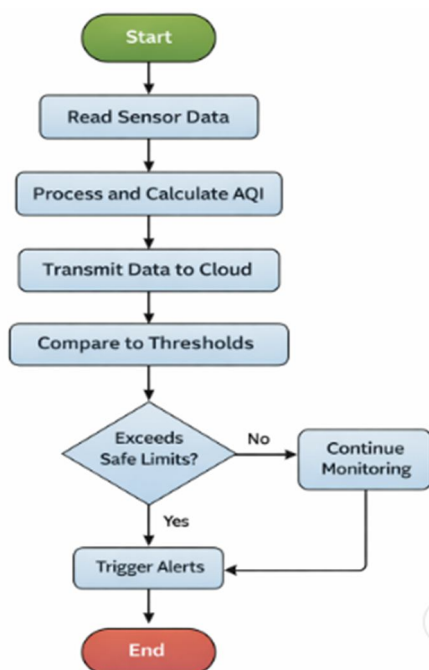 Start
Read Sensor Data
Process and Calculate AQI
Transmit Data to Cloud
Compare to Thresholds
Exceeds
Safe Limits?
No
Continue
Monitoring
Yes
Trigger Alerts
End